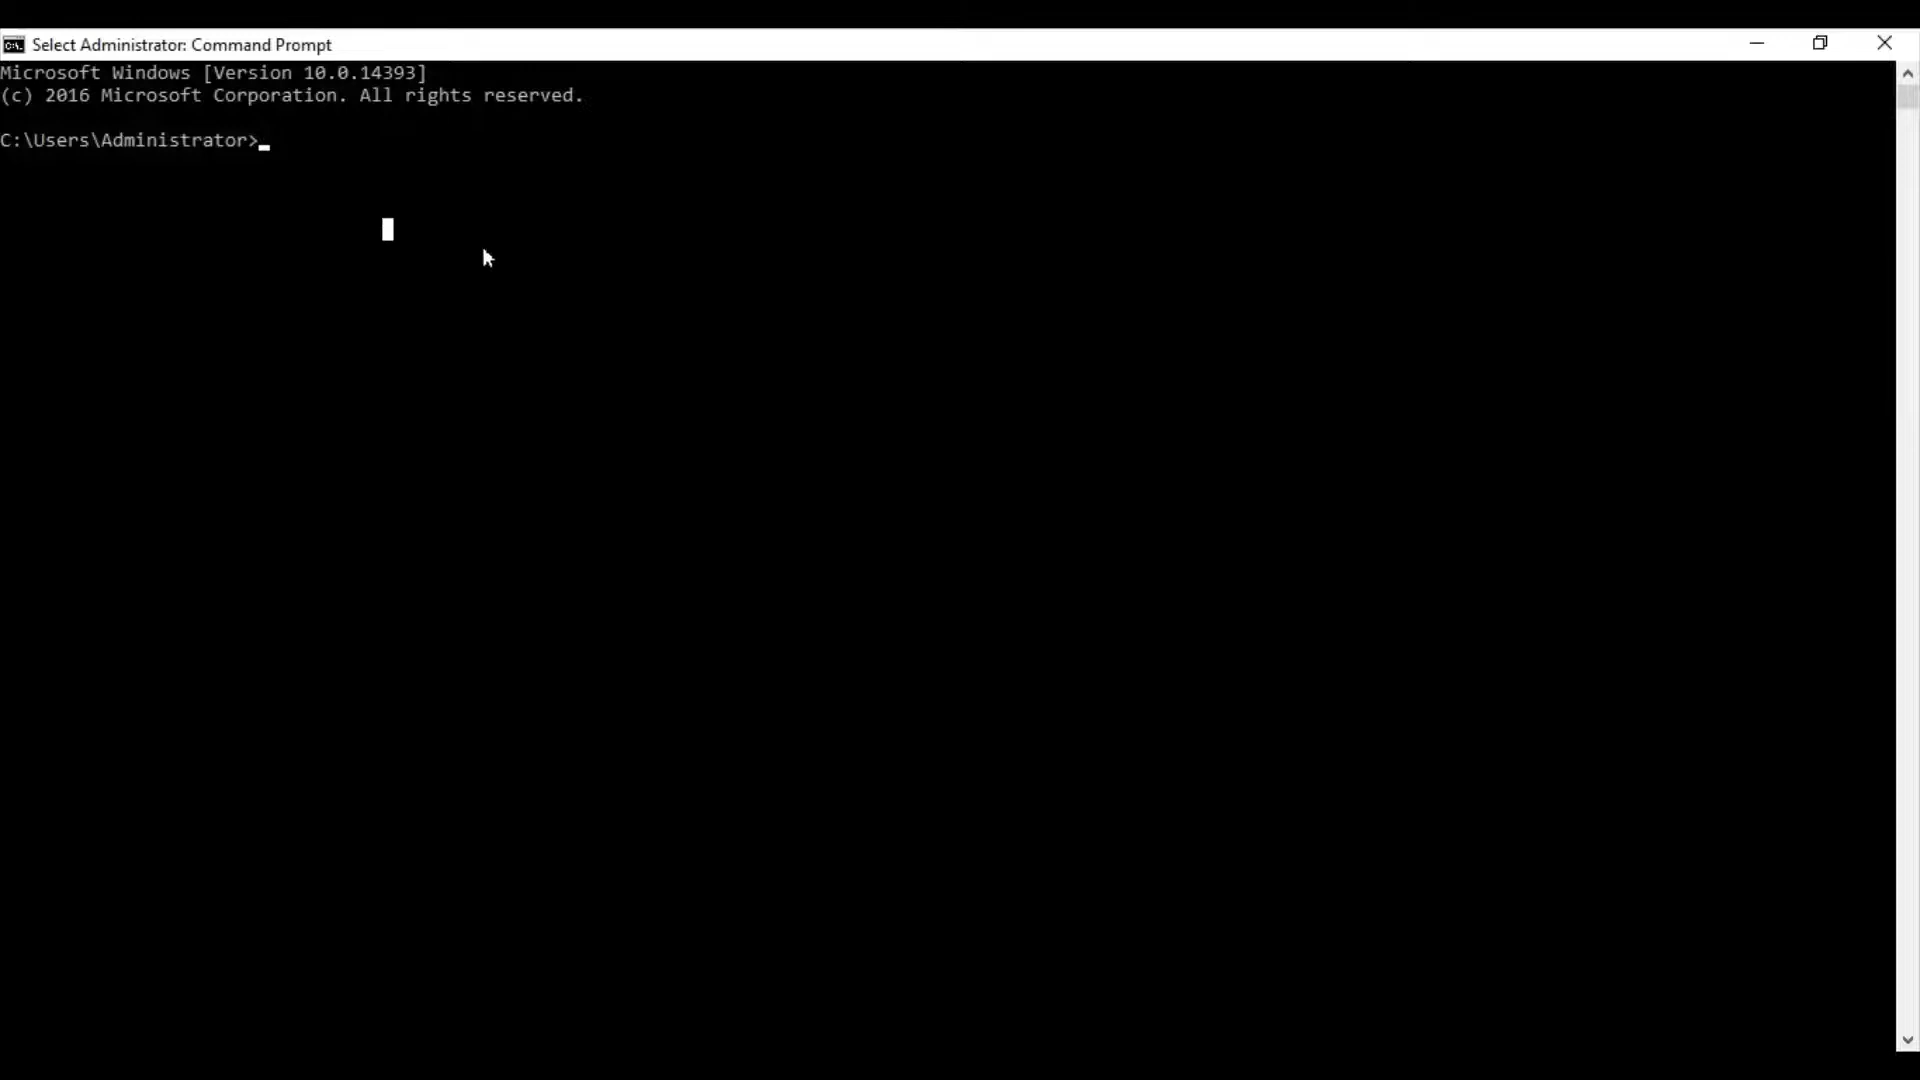 Select Administrator: Command Prompt
Microsoft Windows [Version 10.0.14393]
(c) 2016 Microsoft Corporation. All rights reserved.
C:\Users\Administrator>